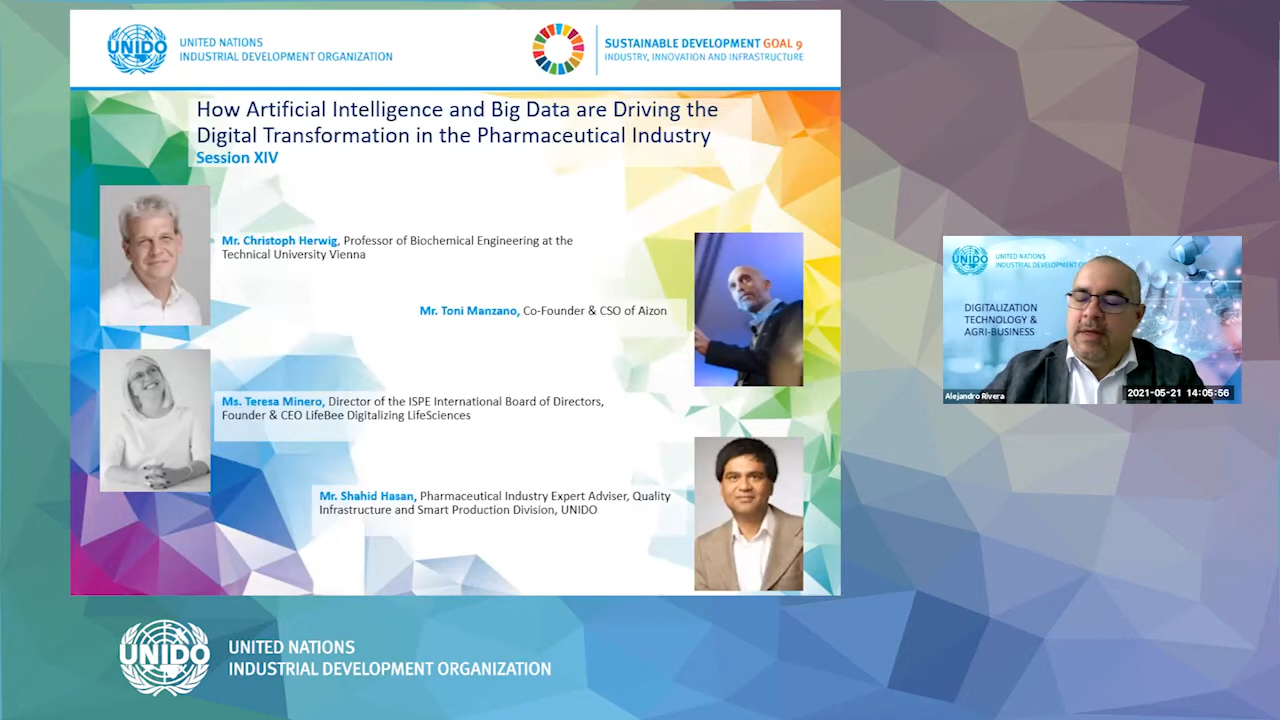 UNIDO
UNITED NATIONS
INDUSTRIAL DEVELOPMENT ORGANIZATION
SUSTAINABLE DEVELOPMENT GOAL 9
INDUSTRY, INNOVATION AND INFRASTRUCTURE
How Artificial Intelligence and Big Data are Driving the
Digital Transformation in the Pharmaceutical Industry
Session XIV
Mr. Christoph Herwig, Professor of Biochemical Engineering at the
Technical University Vienna
Mr. Toni Manzano, Co-Founder & CSO of Aizon
Ms. Teresa Minero, Director of the ISPE International Board of Directors,
Founder & CEO LifeBee Digitalizing LifeSciences
Mr. Shahid Hasan, Pharmaceutical Industry Expert Adviser, Quality
Infrastructure and Smart Production Division, UNIDO
UNIDO
UNITED NATIONS
INDUSTRIAL DEVELOPMENT
DIGITALIZATION
TECHNOLOGY &
AGRI-BUSINESS
Alejandro Rivera
2021-05-21 14:05:56
UNIDO
UNITED NATIONS
INDUSTRIAL DEVELOPMENT ORGANIZATION